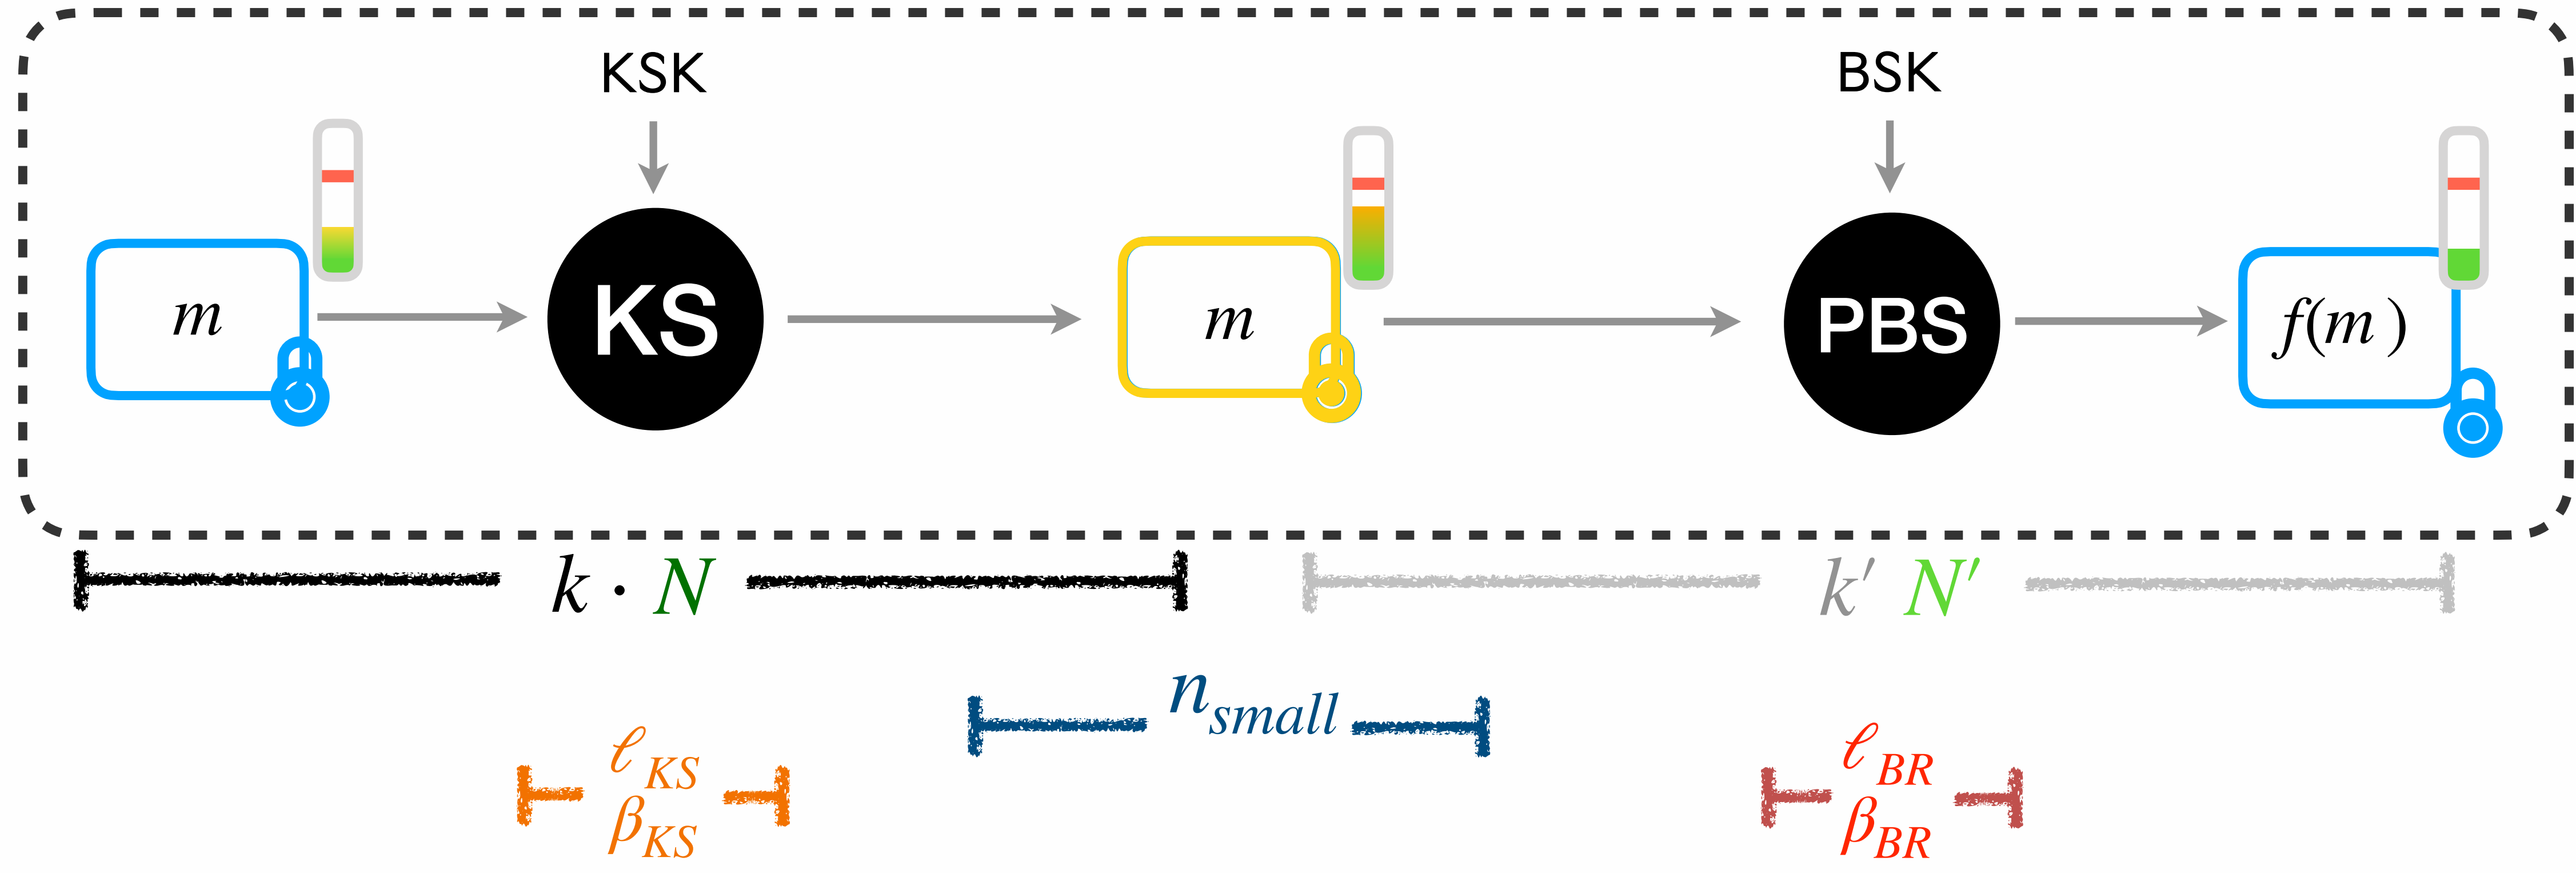 KSK BSK
m KS m PBS f(m)
k · N k′ N′
n_small
ℓ_KS ℓ_BR
β_KS β_BR